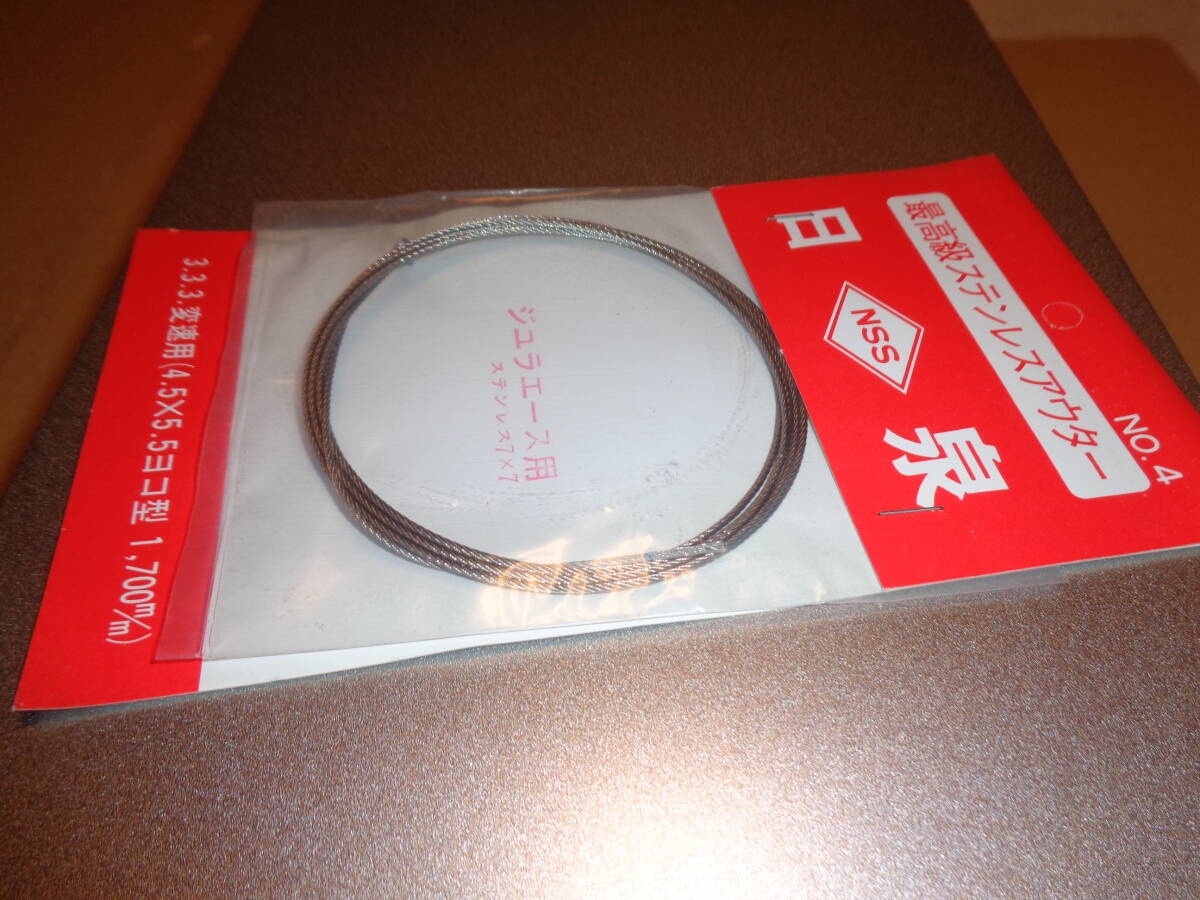 NO.4
最高級ステンレスアウター
日 NSS 泉
ジュラエース用
ステンレス7×7
3.3.3.変速用(4.5×5.5ヨコ型 1,700m/m)